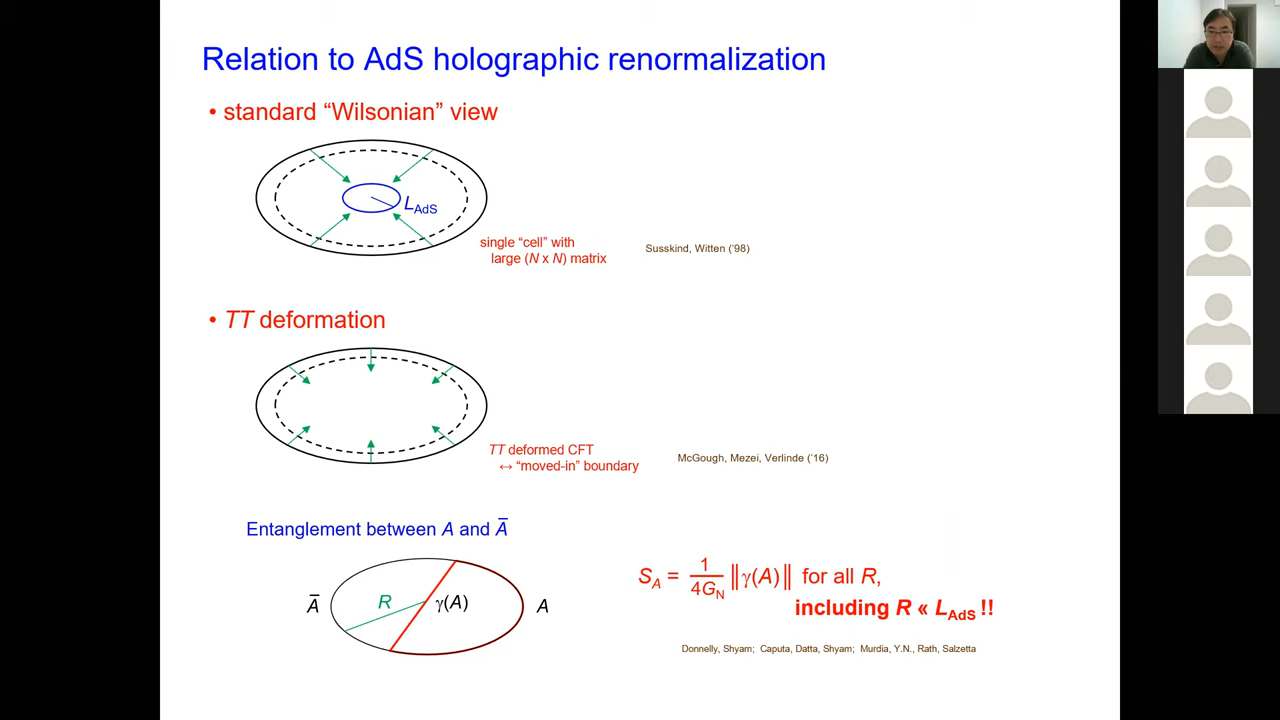 Relation to AdS holographic renormalization
• standard “Wilsonian” view
L_AdS
single “cell” with
large (N x N) matrix
Susskind, Witten (’98)
• TT deformation
TT deformed CFT
↔ “moved-in” boundary
McGough, Mezei, Verlinde (’16)
Entanglement between A and A̅
A̅ R γ(A) A
S_A = 1/4G_N ‖γ(A)‖ for all R,
including R « L_AdS !!
Donnelly, Shyam; Caputa, Datta, Shyam; Murdia, Y.N., Rath, Salzetta